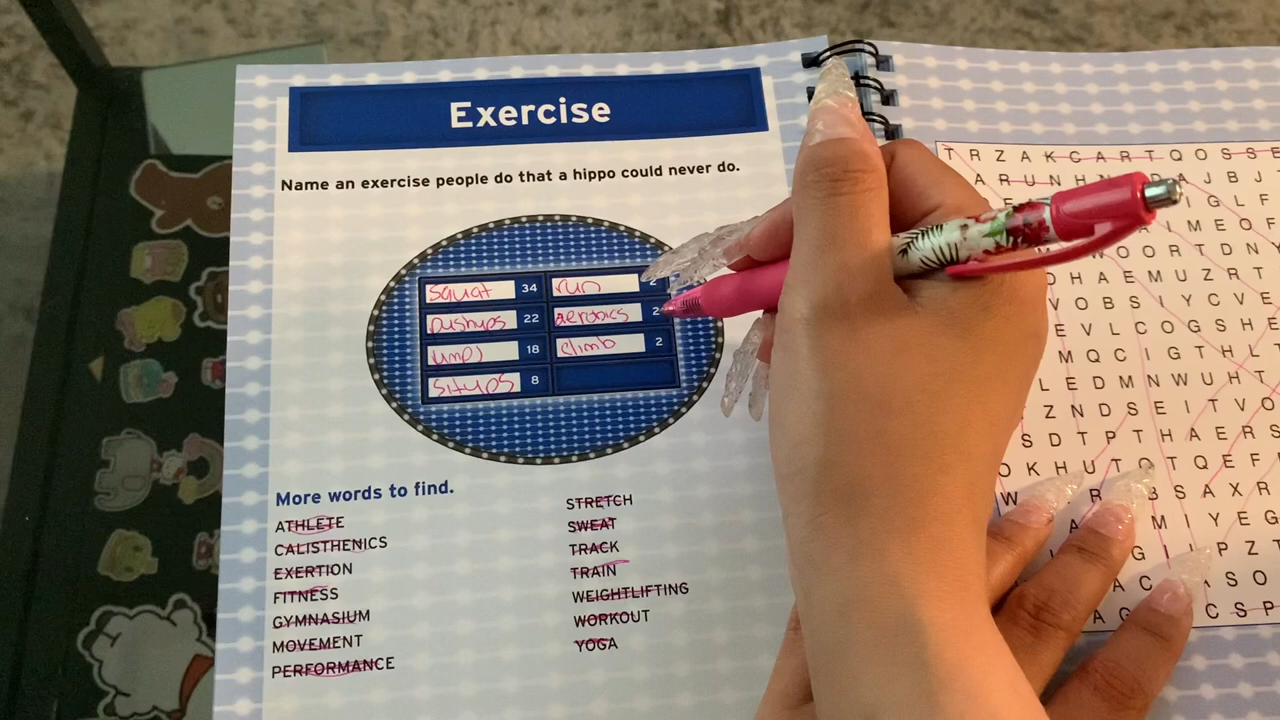 Exercise
Name an exercise people do that a hippo could never do.
squat 34 run 2
pushups 22 aerobics 2
jumpj 18 climb 2
situps 8
More words to find.
ATHLETE
CALISTHENICS
EXERTION
FITNESS
GYMNASIUM
MOVEMENT
PERFORMANCE
STRETCH
SWEAT
TRACK
TRAIN
WEIGHTLIFTING
WORKOUT
YOGA
T R Z A K C A R T Q O S S E
A R U N H N D A J B J
I G L F
A I M E O F
W O O R T D N
D H A E M U Z R T
V O B S I Y C V E
E V L C O G S H E
M Q C I G T H L T
L E D M N W U H T
Z N D S E I T V O
S D T P T H A E R S
O K H U T O T Q E F
W R B S A X R
A M I Y E G
G I L P Z T
A C A S O
A G C S P